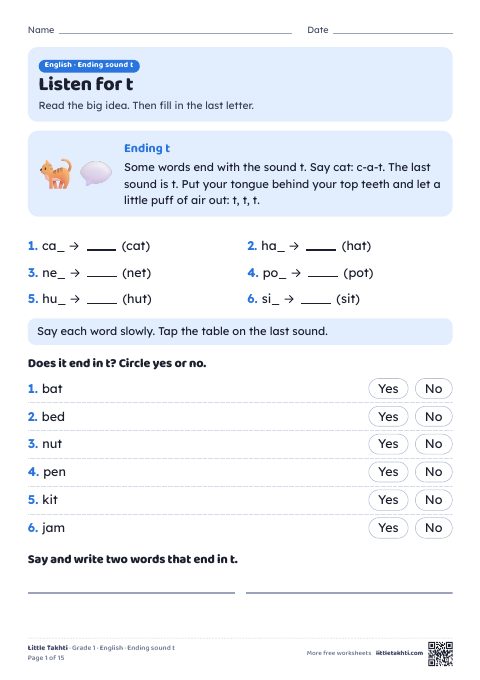 Name
Date
English · Ending sound t
Listen for t
Read the big idea. Then fill in the last letter.
Ending t
Some words end with the sound t. Say cat: c-a-t. The last
sound is t. Put your tongue behind your top teeth and let a
little puff of air out: t, t, t.
1. ca_ → ____ (cat)
2. ha_ → ____ (hat)
3. ne_ → ____ (net)
4. po_ → ____ (pot)
5. hu_ → ____ (hut)
6. si_ → ____ (sit)
Say each word slowly. Tap the table on the last sound.
Does it end in t? Circle yes or no.
1. bat Yes No
2. bed Yes No
3. nut Yes No
4. pen Yes No
5. kit Yes No
6. jam Yes No
Say and write two words that end in t.
Little Takhti · Grade 1 · English · Ending sound t
Page 1 of 15
More free worksheets littletakhti.com